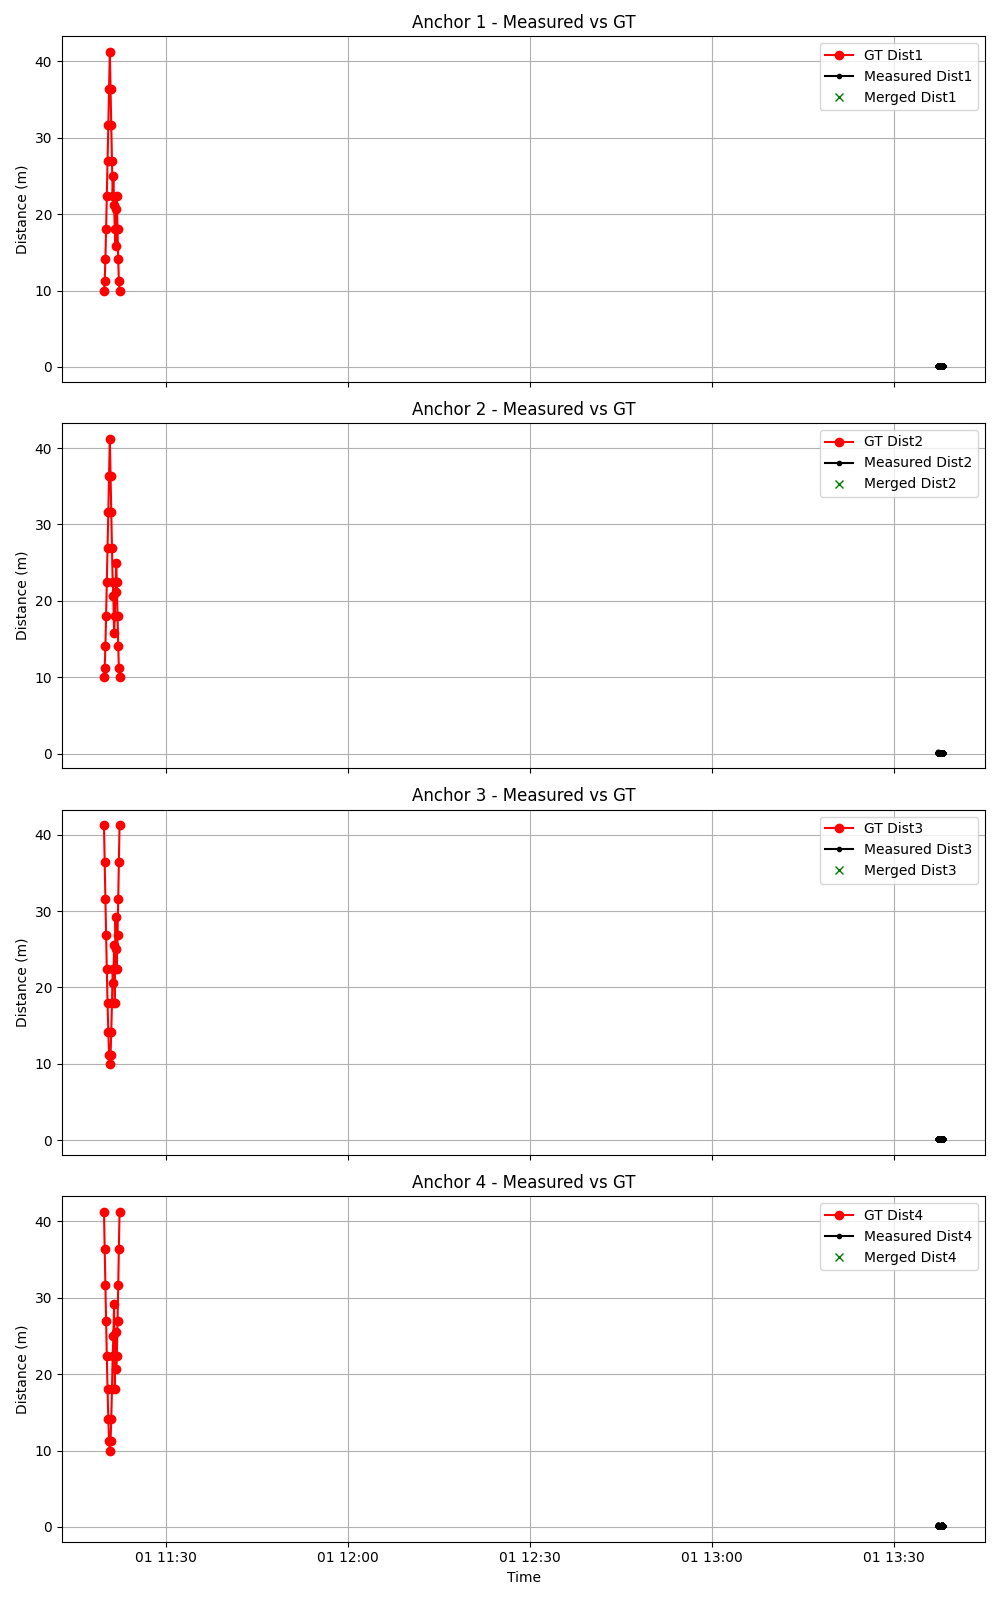 Anchor 1 - Measured vs GT
40
30
20
10
0
Distance (m)
GT Dist1
Measured Dist1
Merged Dist1
Anchor 2 - Measured vs GT
40
30
20
10
0
Distance (m)
GT Dist2
Measured Dist2
Merged Dist2
Anchor 3 - Measured vs GT
40
30
20
10
0
Distance (m)
GT Dist3
Measured Dist3
Merged Dist3
Anchor 4 - Measured vs GT
40
30
20
10
0
Distance (m)
GT Dist4
Measured Dist4
Merged Dist4
01 11:30 01 12:00 01 12:30 01 13:00 01 13:30
Time